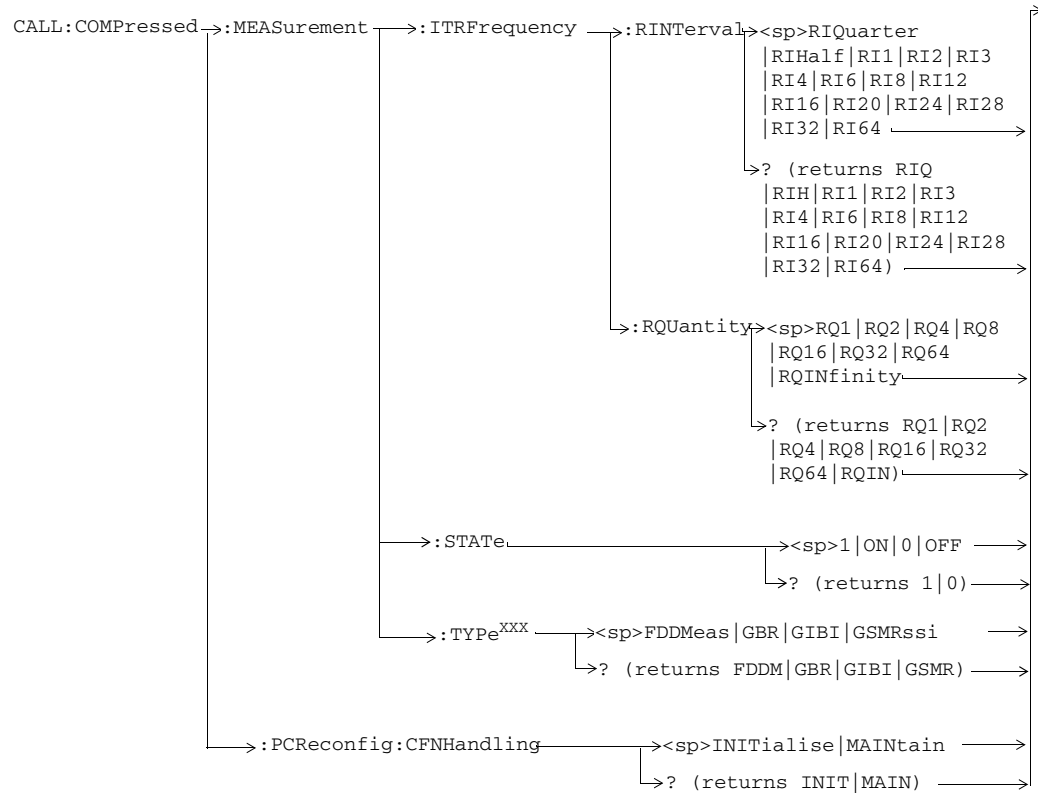 CALL:COMPressed :MEASurement :ITRFrequency :RINTerval <sp>RIQuarter
|RIHalf|RI1|RI2|RI3
|RI4|RI6|RI8|RI12
|RI16|RI20|RI24|RI28
|RI32|RI64
? (returns RIQ
|RIH|RI1|RI2|RI3
|RI4|RI6|RI8|RI12
|RI16|RI20|RI24|RI28
|RI32|RI64)
:RQUantity <sp>RQ1|RQ2|RQ4|RQ8
|RQ16|RQ32|RQ64
|RQINfinity
? (returns RQ1|RQ2
|RQ4|RQ8|RQ16|RQ32
|RQ64|RQIN)
:STATe <sp>1|ON|0|OFF
? (returns 1|0)
:TYPeXXX <sp>FDDMeas|GBR|GIBI|GSMRssi
? (returns FDDM|GBR|GIBI|GSMR)
:PCReconfig:CFNHandling <sp>INITialise|MAINtain
? (returns INIT|MAIN)